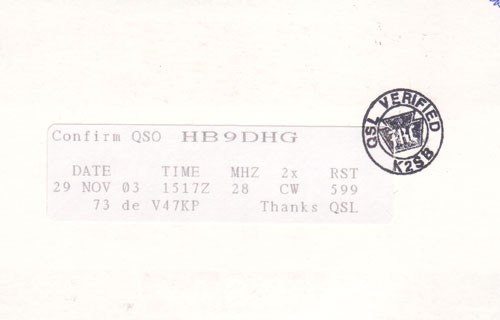 Confirm QSO HB9DHG
DATE TIME MHZ 2x RST
29 NOV 03 1517Z 28 CW 599
73 de V47KP Thanks QSL
QSL VERIFIED
K2SB